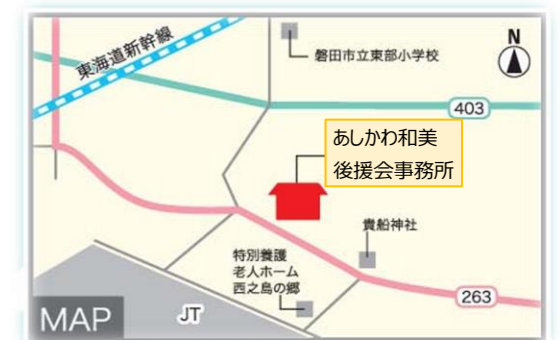 東海道新幹線
磐田市立東部小学校
N
403
あしかわ和美
後援会事務所
貴船神社
特別養護
老人ホーム
西之島の郷
263
MAP
JT